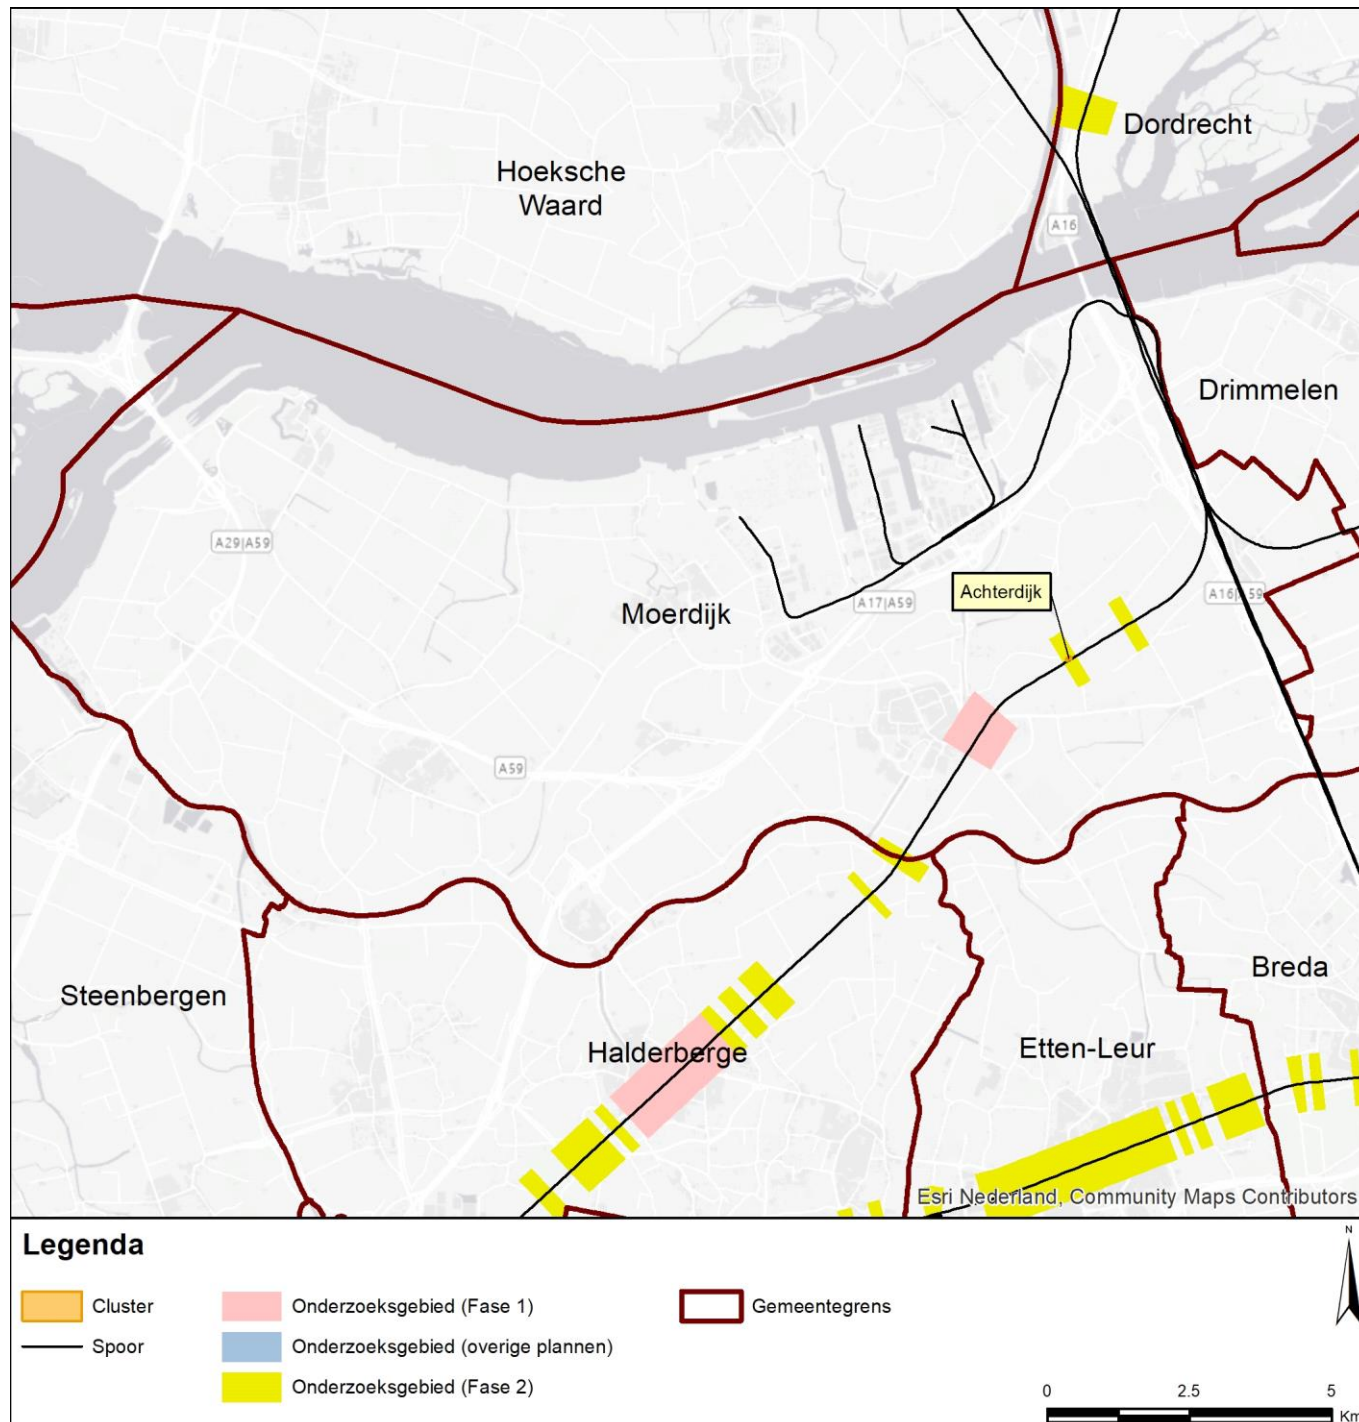 Dordrecht
Hoeksche
Waard
A16
Drimmelen
A29|A59
Achterdijk
A17|A59
A16|A59
Moerdijk
A59
Steenbergen
Breda
Halderberge
Etten-Leur
Esri Nederland, Community Maps Contributors
Legenda
N
Cluster
Onderzoeksgebied (Fase 1)
Gemeentegrens
Spoor
Onderzoeksgebied (overige plannen)
Onderzoeksgebied (Fase 2)
0 2.5 5
Km